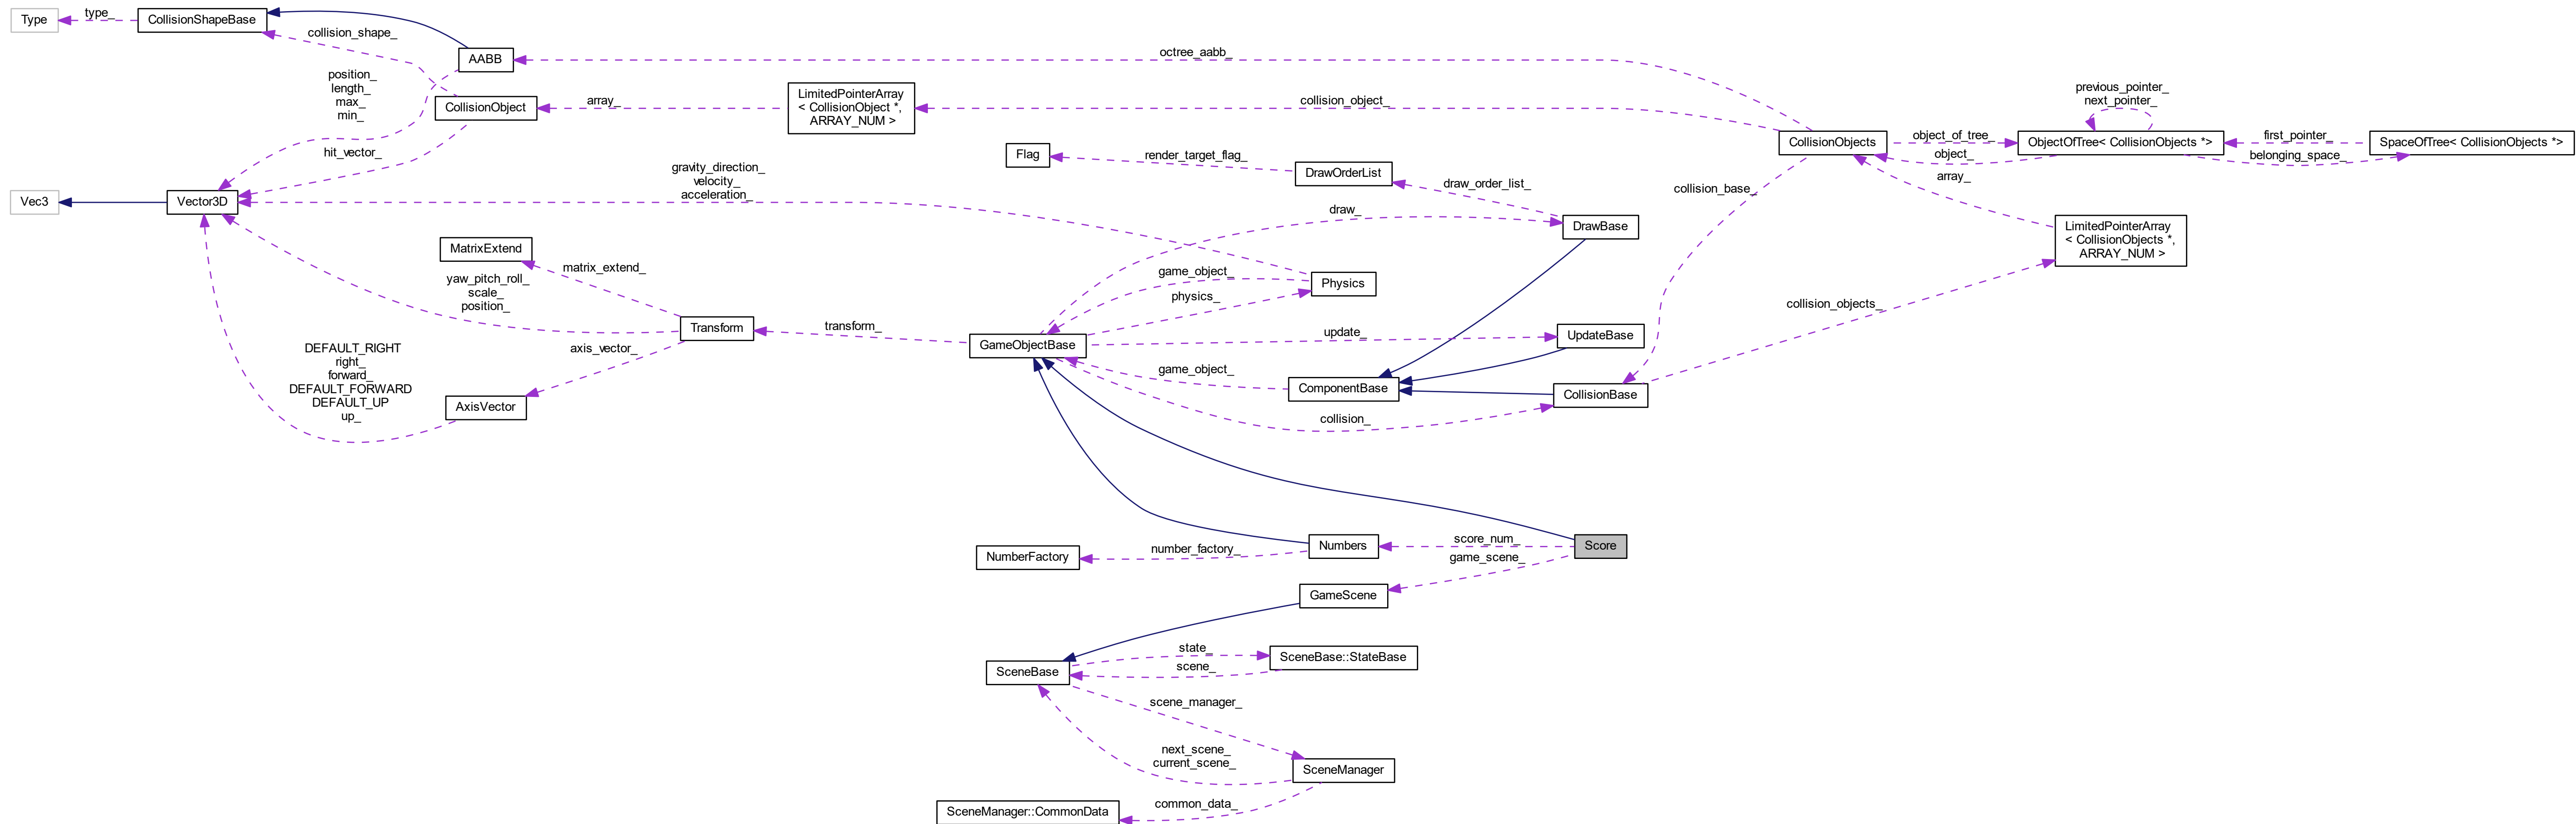 Type
type_
CollisionShapeBase
collision_shape_
AABB
octree_aabb_
position_
length_
max_
min_
CollisionObject
array_
LimitedPointerArray
< CollisionObject *,
ARRAY_NUM >
collision_object_
previous_pointer_
next_pointer_
CollisionObjects
object_of_tree_
ObjectOfTree< CollisionObjects *>
first_pointer_
SpaceOfTree< CollisionObjects *>
object_
belonging_space_
hit_vector_
Flag
render_target_flag_
DrawOrderList
gravity_direction_
velocity_
acceleration_
draw_order_list_
collision_base_
array_
Vec3
Vector3D
draw_
DrawBase
LimitedPointerArray
< CollisionObjects *,
ARRAY_NUM >
MatrixExtend
matrix_extend_
game_object_
Physics
yaw_pitch_roll_
scale_
position_
physics_
collision_objects_
Transform
transform_
GameObjectBase
update_
UpdateBase
DEFAULT_RIGHT
right_
forward_
DEFAULT_FORWARD
DEFAULT_UP
up_
axis_vector_
game_object_
ComponentBase
CollisionBase
AxisVector
collision_
NumberFactory
number_factory_
Numbers
score_num_
Score
game_scene_
GameScene
SceneBase
state_
scene_
SceneBase::StateBase
scene_manager_
next_scene_
current_scene_
SceneManager
SceneManager::CommonData
common_data_